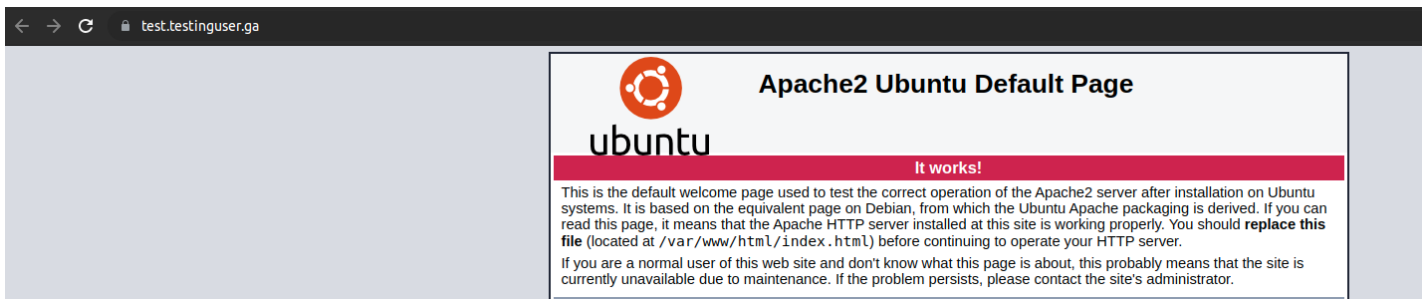 test.testinguser.ga
Apache2 Ubuntu Default Page
ubuntu
It works!
This is the default welcome page used to test the correct operation of the Apache2 server after installation on Ubuntu
systems. It is based on the equivalent page on Debian, from which the Ubuntu Apache packaging is derived. If you can
read this page, it means that the Apache HTTP server installed at this site is working properly. You should replace this
file (located at /var/www/html/index.html) before continuing to operate your HTTP server.
If you are a normal user of this web site and don't know what this page is about, this probably means that the site is
currently unavailable due to maintenance. If the problem persists, please contact the site's administrator.